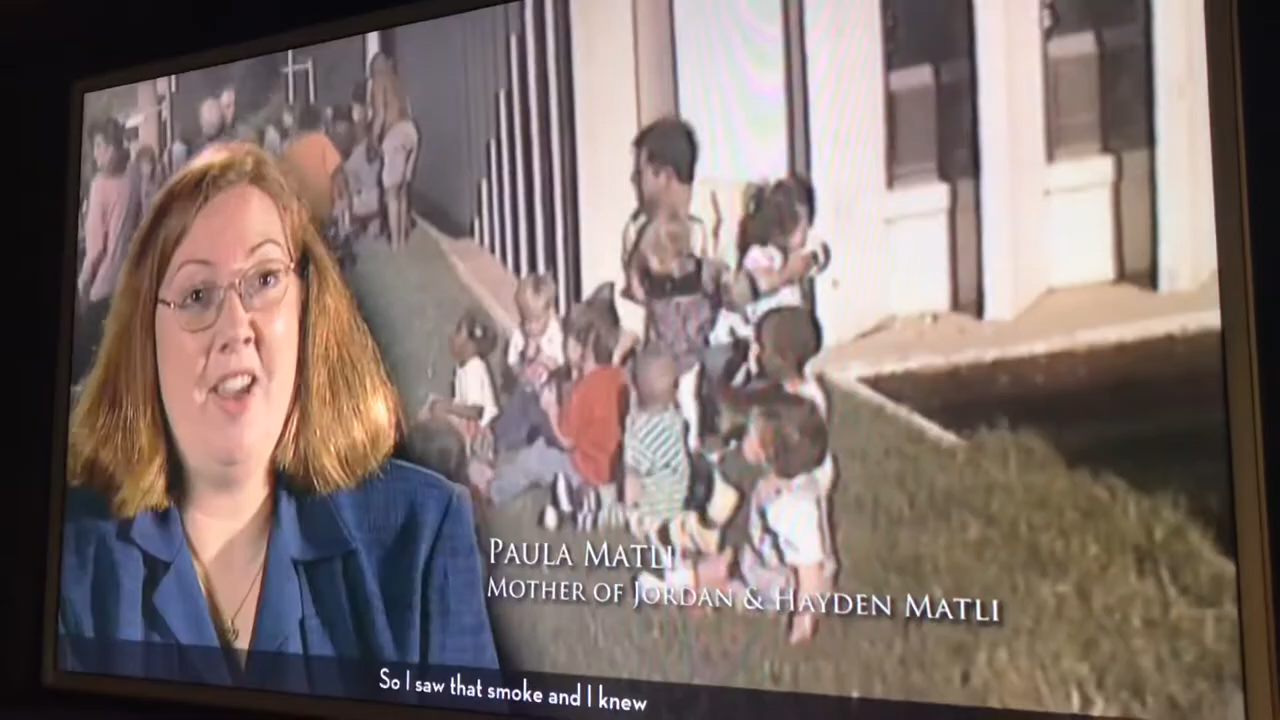 PAULA MATLI
MOTHER OF JORDAN & HAYDEN MATLI
So I saw that smoke and I knew